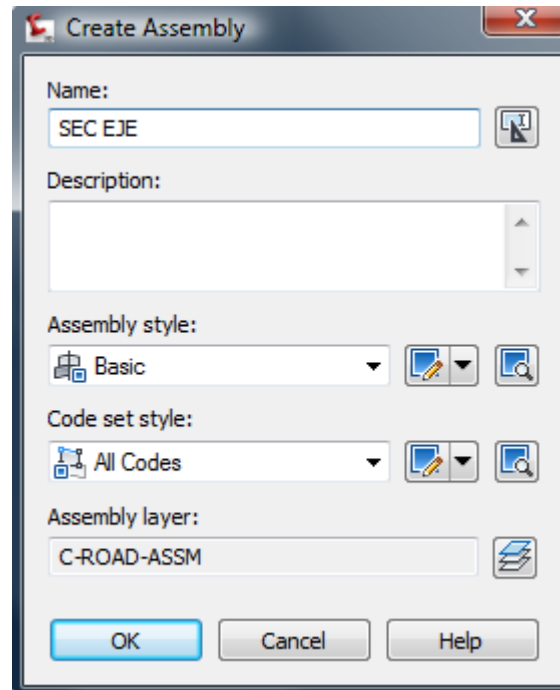 Create Assembly
Name:
SEC EJE
Description:
Assembly style:
Basic
Code set style:
All Codes
Assembly layer:
C-ROAD-ASSM
OK Cancel Help